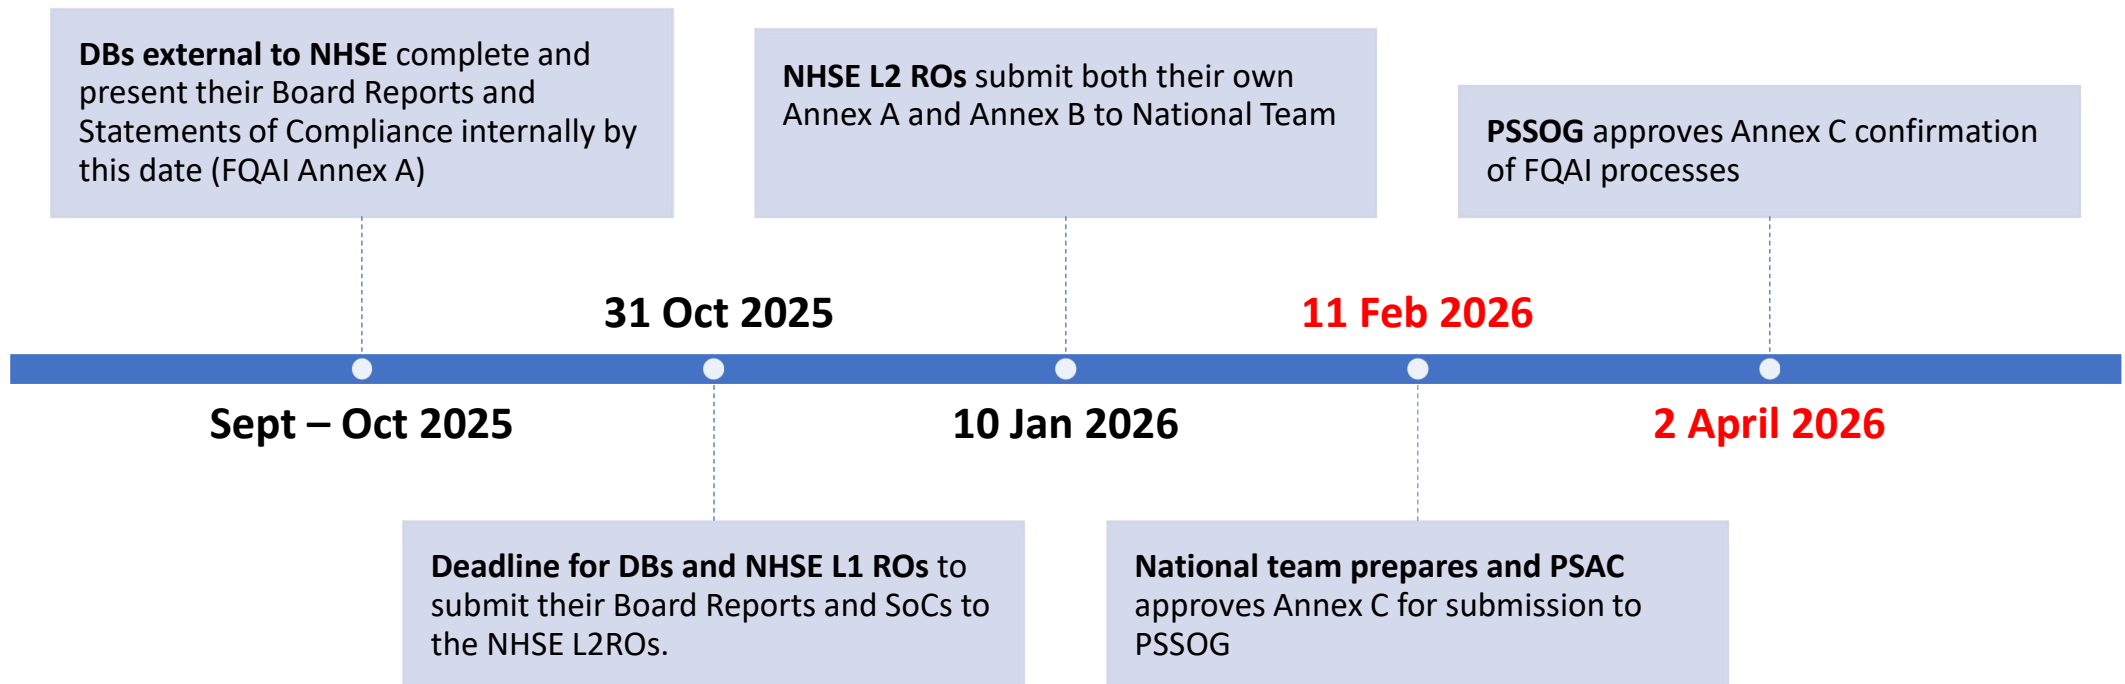 DBs external to NHSE complete and
present their Board Reports and
Statements of Compliance internally by
this date (FQAI Annex A)
NHSE L2 ROs submit both their own
Annex A and Annex B to National Team
PSSOG approves Annex C confirmation
of FQAI processes
31 Oct 2025
11 Feb 2026
Sept – Oct 2025
10 Jan 2026
2 April 2026
Deadline for DBs and NHSE L1 ROs to
submit their Board Reports and SoCs to
the NHSE L2ROs.
National team prepares and PSAC
approves Annex C for submission to
PSSOG